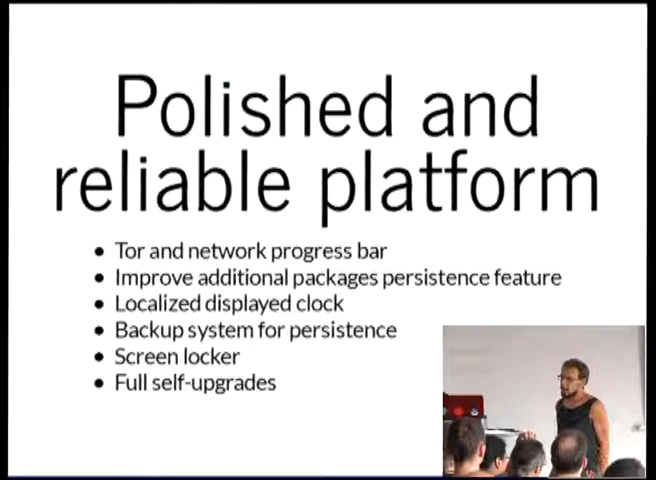 Polished and
reliable platform
• Tor and network progress bar
• Improve additional packages persistence feature
• Localized displayed clock
• Backup system for persistence
• Screen locker
• Full self-upgrades